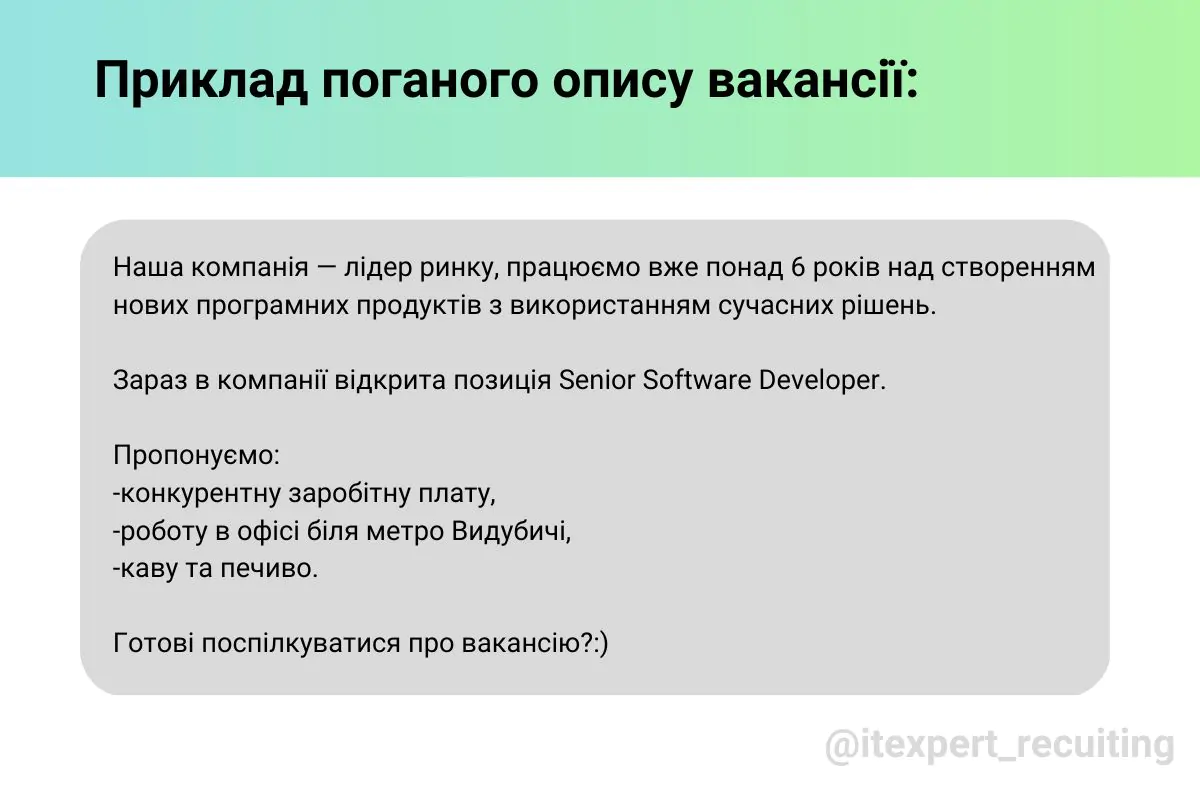 Приклад поганого опису вакансії:
Наша компанія — лідер ринку, працюємо вже понад 6 років над створенням
нових програмних продуктів з використанням сучасних рішень.
Зараз в компанії відкрита позиція Senior Software Developer.
Пропонуємо:
-конкурентну заробітну плату,
-роботу в офісі біля метро Видубичі,
-каву та печиво.
Готові поспілкуватися про вакансію?:)
@itexpert_recuiting